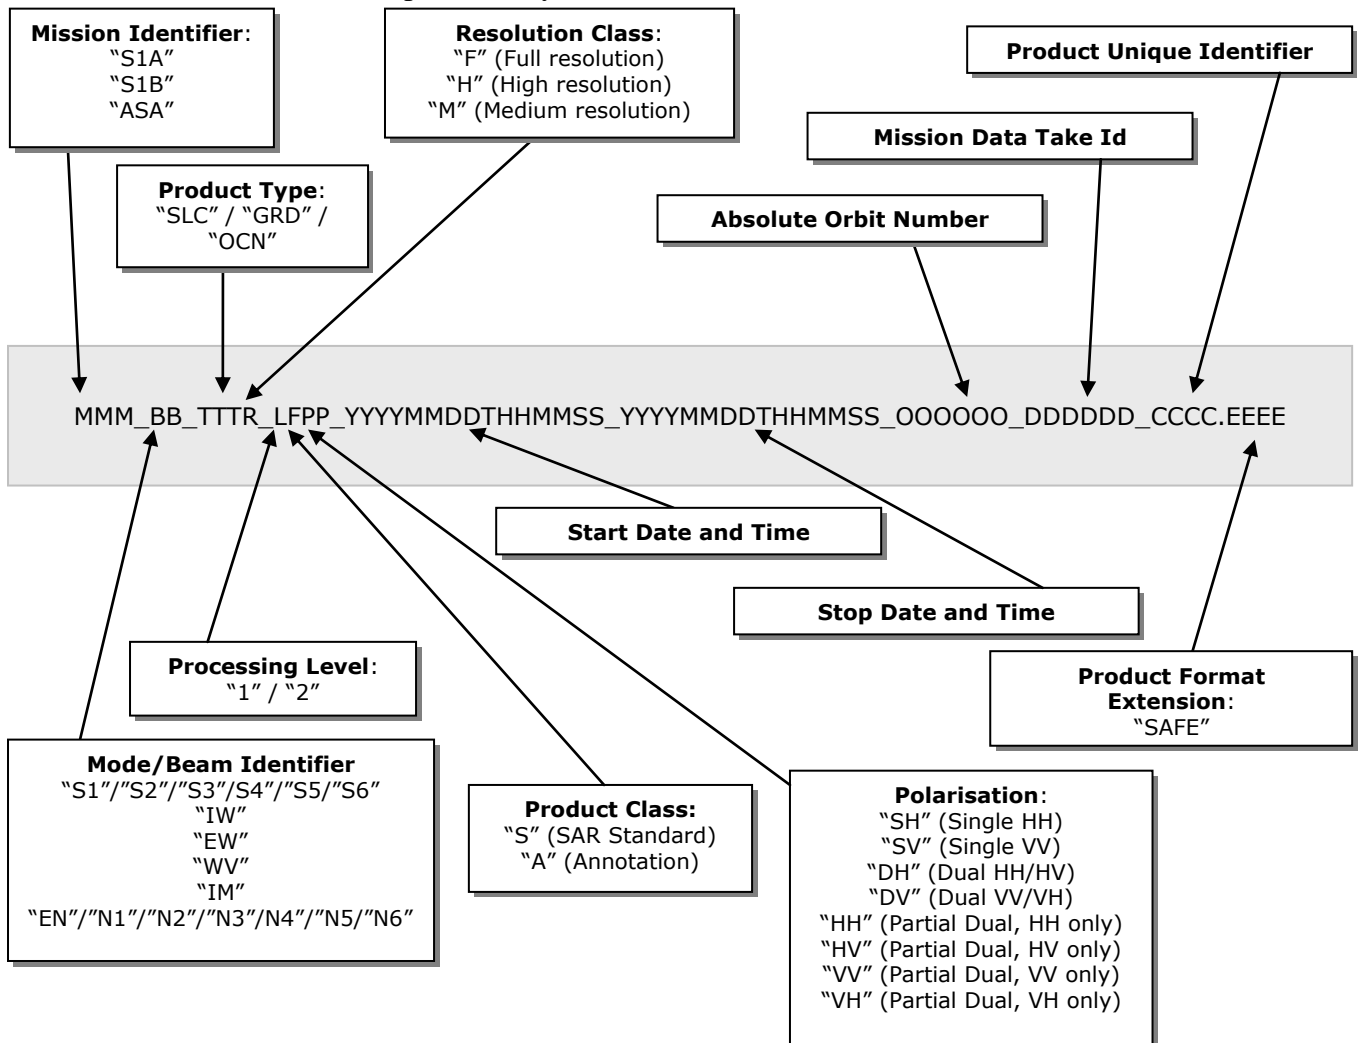 Mission Identifier:
“S1A”
“S1B”
“ASA”
Resolution Class:
“F” (Full resolution)
“H” (High resolution)
“M” (Medium resolution)
Product Unique Identifier
Mission Data Take Id
Product Type:
“SLC” / “GRD” /
“OCN”
Absolute Orbit Number
MMM_BB_TTTR_LFPP_YYYYMMDDTHHMMSS_YYYYMMDDTHHMMSS_OOOOOO_DDDDDD_CCCC.EEEE
Start Date and Time
Stop Date and Time
Processing Level:
“1” / “2”
Product Format
Extension:
“SAFE”
Mode/Beam Identifier
“S1”/”S2”/”S3”/S4”/”S5”/”S6”
“IW”
“EW”
“WV”
“IM”
“EN”/”N1”/”N2”/”N3”/N4”/”N5”/”N6”
Product Class:
“S” (SAR Standard)
“A” (Annotation)
Polarisation:
“SH” (Single HH)
“SV” (Single VV)
“DH” (Dual HH/HV)
“DV” (Dual VV/VH)
“HH” (Partial Dual, HH only)
“HV” (Partial Dual, HV only)
“VV” (Partial Dual, VV only)
“VH” (Partial Dual, VH only)